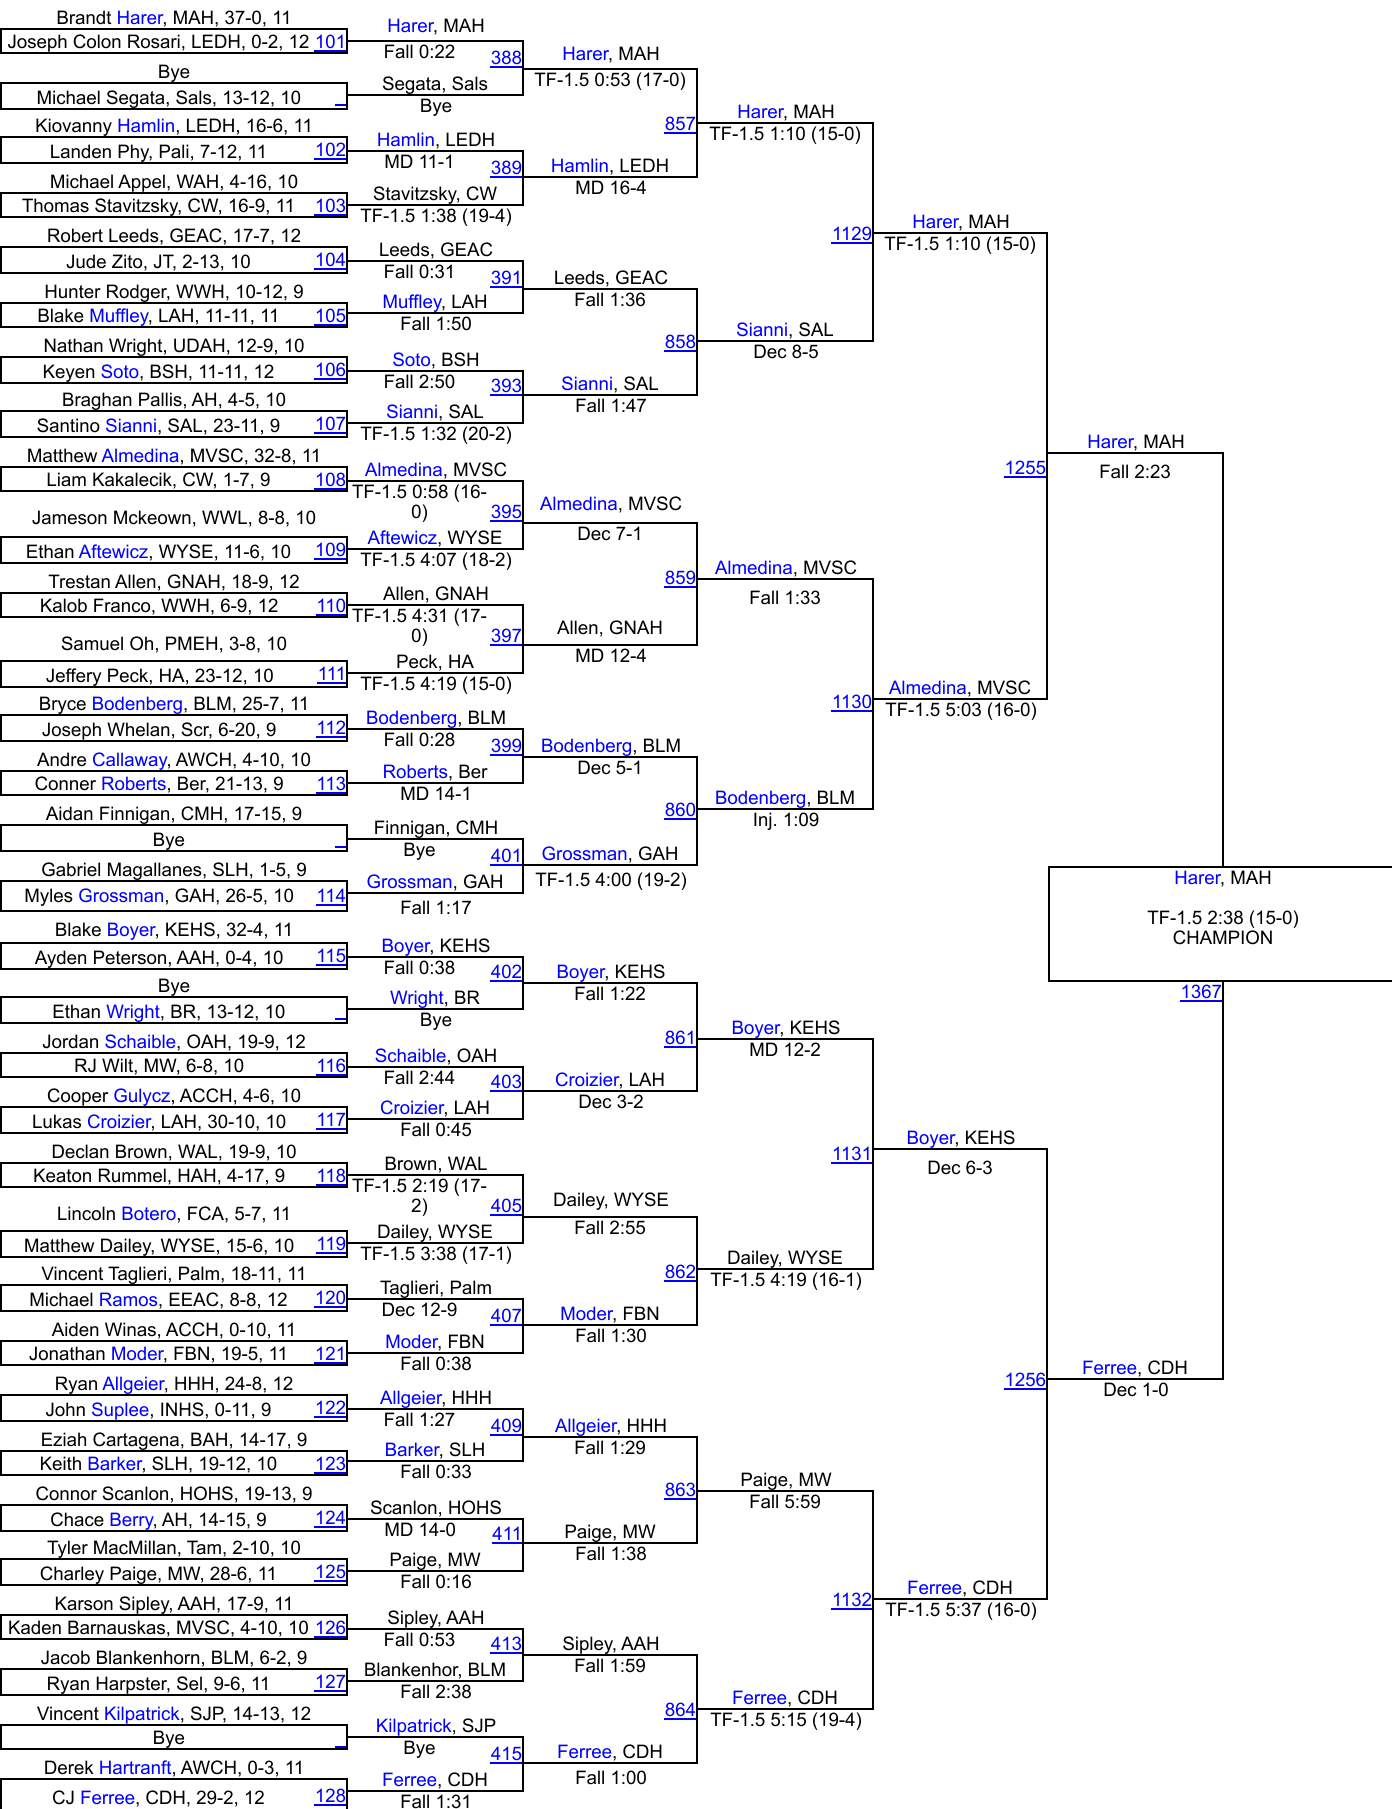 Brandt Harer, MAH, 37-0, 11
Joseph Colon Rosari, LEDH, 0-2, 12 101
Bye
Michael Segata, Sals, 13-12, 10
Kiovanny Hamlin, LEDH, 16-6, 11
Landen Phy, Pali, 7-12, 11 102
Michael Appel, WAH, 4-16, 10
Thomas Stavitzsky, CW, 16-9, 11 103
Robert Leeds, GEAC, 17-7, 12
Jude Zito, JT, 2-13, 10 104
Hunter Rodger, WWH, 10-12, 9
Blake Muffley, LAH, 11-11, 11 105
Nathan Wright, UDAH, 12-9, 10
Keyen Soto, BSH, 11-11, 12 106
Braghan Pallis, AH, 4-5, 10
Santino Sianni, SAL, 23-11, 9 107
Matthew Almedina, MVSC, 32-8, 11
Liam Kakalecik, CW, 1-7, 9 108
Jameson Mckeown, WWL, 8-8, 10
Ethan Aftewicz, WYSE, 11-6, 10 109
Trestan Allen, GNAH, 18-9, 12
Kalob Franco, WWH, 6-9, 12 110
Samuel Oh, PMEH, 3-8, 10
Jeffery Peck, HA, 23-12, 10 111
Bryce Bodenberg, BLM, 25-7, 11
Joseph Whelan, Scr, 6-20, 9 112
Andre Callaway, AWCH, 4-10, 10
Conner Roberts, Ber, 21-13, 9 113
Aidan Finnigan, CMH, 17-15, 9
Bye
Gabriel Magallanes, SLH, 1-5, 9
Myles Grossman, GAH, 26-5, 10 114
Blake Boyer, KEHS, 32-4, 11
Ayden Peterson, AAH, 0-4, 10 115
Bye
Ethan Wright, BR, 13-12, 10
Jordan Schaible, OAH, 19-9, 12
RJ Wilt, MW, 6-8, 10 116
Cooper Gulycz, ACCH, 4-6, 10
Lukas Croizier, LAH, 30-10, 10 117
Declan Brown, WAL, 19-9, 10
Keaton Rummel, HAH, 4-17, 9 118
Lincoln Botero, FCA, 5-7, 11
Matthew Dailey, WYSE, 15-6, 10 119
Vincent Taglieri, Palm, 18-11, 11
Michael Ramos, EEAC, 8-8, 12 120
Aiden Winas, ACCH, 0-10, 11
Jonathan Moder, FBN, 19-5, 11 121
Ryan Allgeier, HHH, 24-8, 12
John Suplee, INHS, 0-11, 9 122
Eziah Cartagena, BAH, 14-17, 9
Keith Barker, SLH, 19-12, 10 123
Connor Scanlon, HOHS, 19-13, 9
Chace Berry, AH, 14-15, 9 124
Tyler MacMillan, Tam, 2-10, 10
Charley Paige, MW, 28-6, 11 125
Karson Sipley, AAH, 17-9, 11
Kaden Barnauskas, MVSC, 4-10, 10 126
Jacob Blankenhorn, BLM, 6-2, 9
Ryan Harpster, Sel, 9-6, 11 127
Vincent Kilpatrick, SJP, 14-13, 12
Bye
Derek Hartranft, AWCH, 0-3, 11
CJ Ferree, CDH, 29-2, 12 128
Harer, MAH
Fall 0:22
388
Segata, Sals
Bye
Hamlin, LEDH
MD 11-1
389
Stavitzsky, CW
TF-1.5 1:38 (19-4)
Leeds, GEAC
Fall 0:31
391
Muffley, LAH
Fall 1:50
Soto, BSH
Fall 2:50
393
Sianni, SAL
TF-1.5 1:32 (20-2)
Almedina, MVSC
TF-1.5 0:58 (16-
0)
395
Aftewicz, WYSE
TF-1.5 4:07 (18-2)
Allen, GNAH
TF-1.5 4:31 (17-
0)
397
Peck, HA
TF-1.5 4:19 (15-0)
Bodenberg, BLM
Fall 0:28
399
Roberts, Ber
MD 14-1
Finnigan, CMH
Bye
401
Grossman, GAH
Fall 1:17
Boyer, KEHS
Fall 0:38
402
Wright, BR
Bye
Schaible, OAH
Fall 2:44
403
Croizier, LAH
Fall 0:45
Brown, WAL
TF-1.5 2:19 (17-
2)
405
Dailey, WYSE
TF-1.5 3:38 (17-1)
Taglieri, Palm
Dec 12-9
407
Moder, FBN
Fall 0:38
Allgeier, HHH
Fall 1:27
409
Barker, SLH
Fall 0:33
Scanlon, HOHS
MD 14-0
411
Paige, MW
Fall 0:16
Sipley, AAH
Fall 0:53
413
Blankenhor, BLM
Fall 2:38
Kilpatrick, SJP
Bye
415
Ferree, CDH
Fall 1:31
Harer, MAH
TF-1.5 0:53 (17-0)
857
Hamlin, LEDH
MD 16-4
Leeds, GEAC
Fall 1:36
858
Sianni, SAL
Fall 1:47
Almedina, MVSC
Dec 7-1
859
Allen, GNAH
MD 12-4
Bodenberg, BLM
Dec 5-1
860
Grossman, GAH
TF-1.5 4:00 (19-2)
Boyer, KEHS
Fall 1:22
861
Croizier, LAH
Dec 3-2
Dailey, WYSE
Fall 2:55
862
Moder, FBN
Fall 1:30
Allgeier, HHH
Fall 1:29
863
Paige, MW
Fall 1:38
Sipley, AAH
Fall 1:59
864
Ferree, CDH
Fall 1:00
Harer, MAH
TF-1.5 1:10 (15-0)
1129
Sianni, SAL
Dec 8-5
Almedina, MVSC
Fall 1:33
1130
Bodenberg, BLM
Inj. 1:09
Boyer, KEHS
MD 12-2
1131
Dailey, WYSE
TF-1.5 4:19 (16-1)
Paige, MW
Fall 5:59
1132
Ferree, CDH
TF-1.5 5:15 (19-4)
Harer, MAH
TF-1.5 1:10 (15-0)
1255
Almedina, MVSC
TF-1.5 5:03 (16-0)
Boyer, KEHS
Dec 6-3
1256
Ferree, CDH
TF-1.5 5:37 (16-0)
Harer, MAH
Fall 2:23
Ferree, CDH
Dec 1-0
Harer, MAH
TF-1.5 2:38 (15-0)
CHAMPION
1367